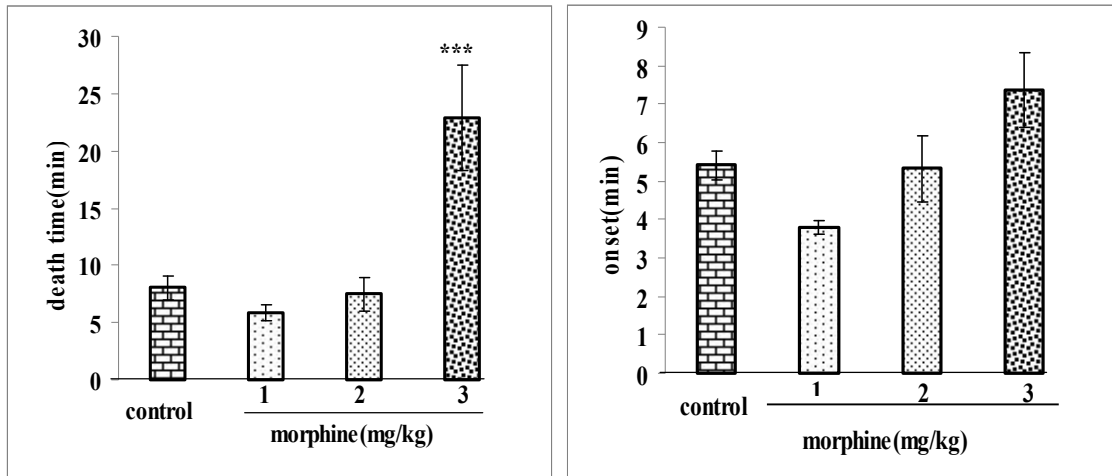 death time(min)
30
25
20
15
10
5
0
***
control
1 2 3
morphine(mg/kg)
onset(min)
9
8
7
6
5
4
3
2
1
0
control
1 2 3
morphine(mg/kg)